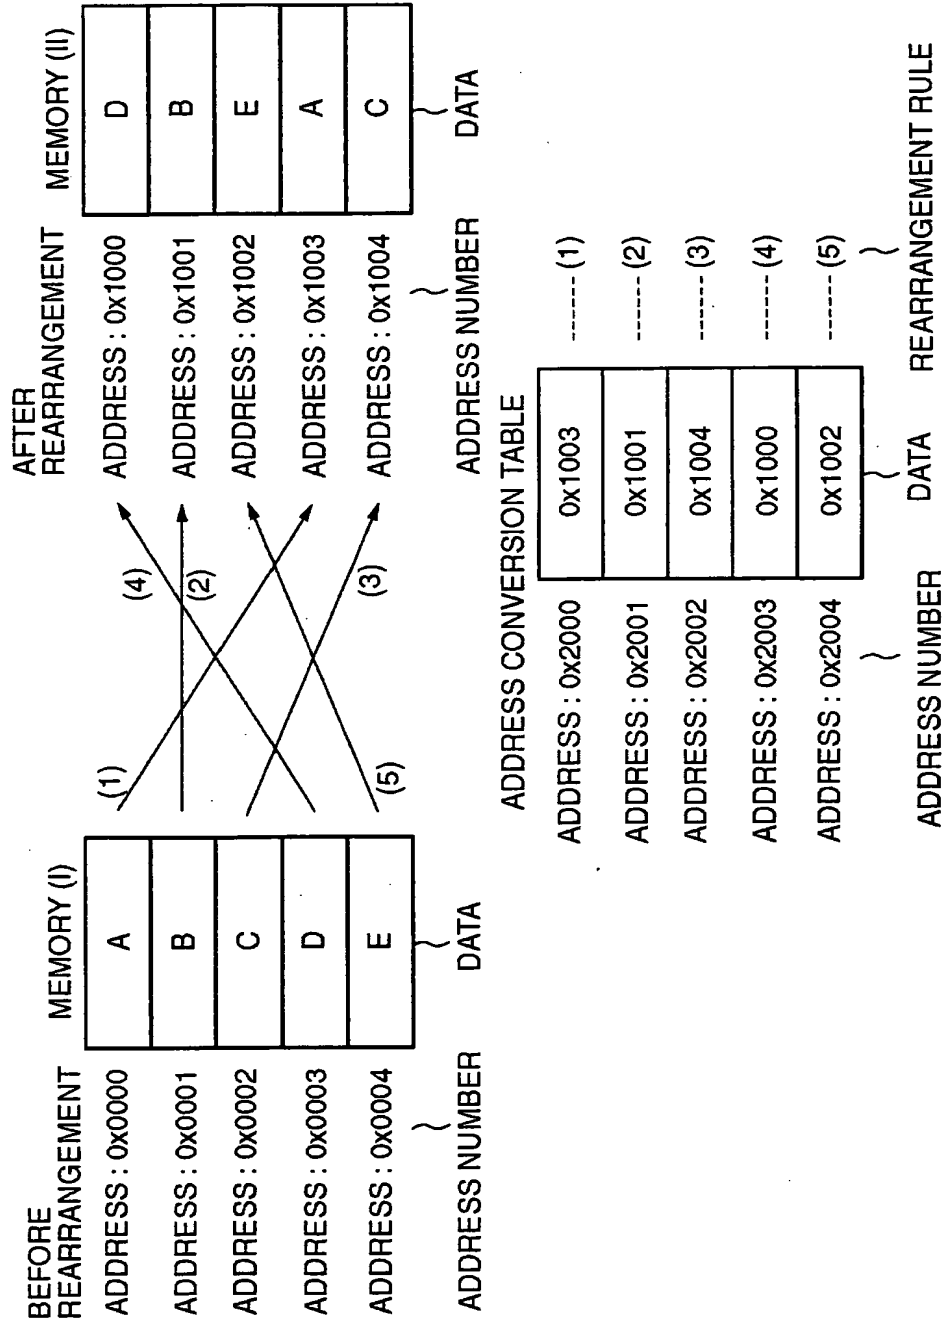 BEFORE
REARRANGEMENT
MEMORY (I)
ADDRESS : 0x0000 A
ADDRESS : 0x0001 B
ADDRESS : 0x0002 C
ADDRESS : 0x0003 D
ADDRESS : 0x0004 E
ADDRESS NUMBER
DATA
(1)
(5)
(4)
(2)
(3)
AFTER
REARRANGEMENT
MEMORY (II)
ADDRESS : 0x1000 D
ADDRESS : 0x1001 B
ADDRESS : 0x1002 E
ADDRESS : 0x1003 A
ADDRESS : 0x1004 C
ADDRESS NUMBER
DATA
ADDRESS CONVERSION TABLE
ADDRESS : 0x2000 0x1003 ------(1)
ADDRESS : 0x2001 0x1001 ------(2)
ADDRESS : 0x2002 0x1004 ------(3)
ADDRESS : 0x2003 0x1000 ------(4)
ADDRESS : 0x2004 0x1002 ------(5)
ADDRESS NUMBER
DATA
REARRANGEMENT RULE